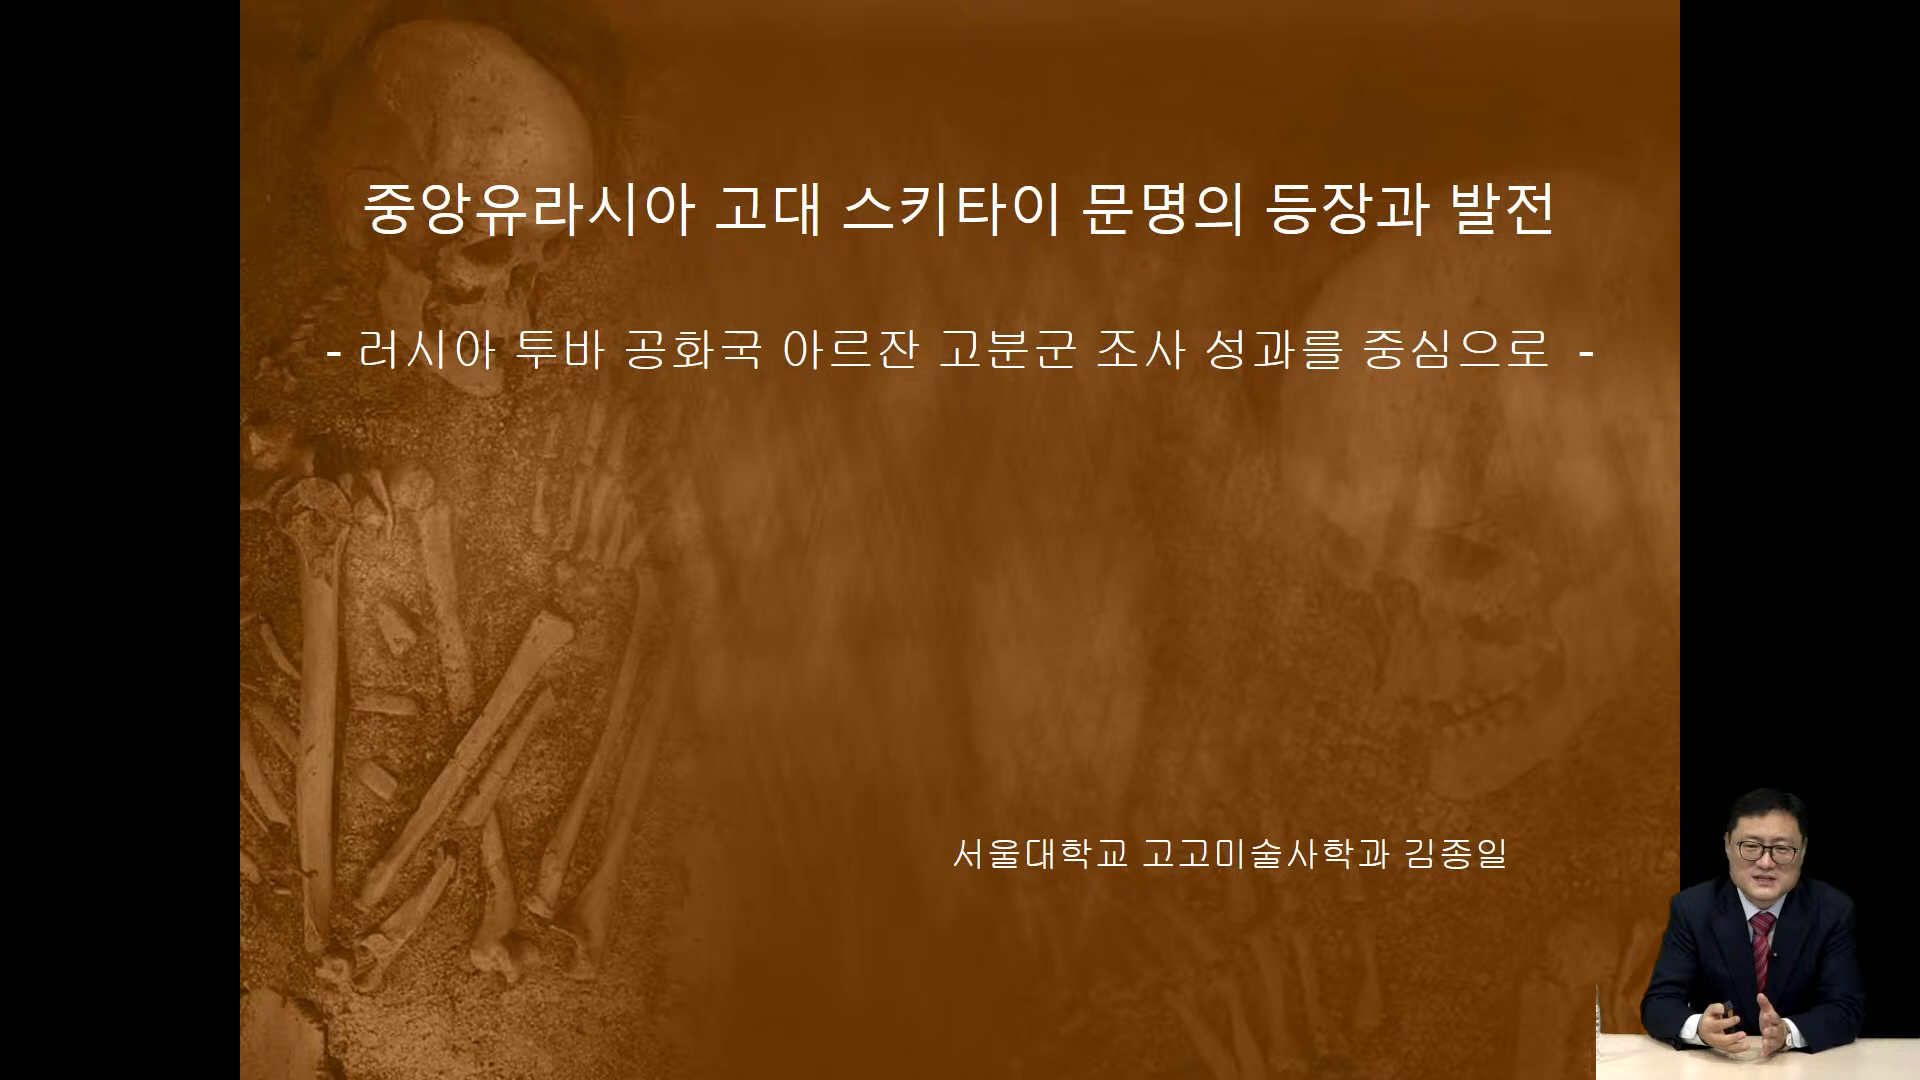 중앙유라시아 고대 스키타이 문명의 등장과 발전
- 러시아 투바 공화국 아르잔 고분군 조사 성과를 중심으로 -
서울대학교 고고미술사학과 김종일